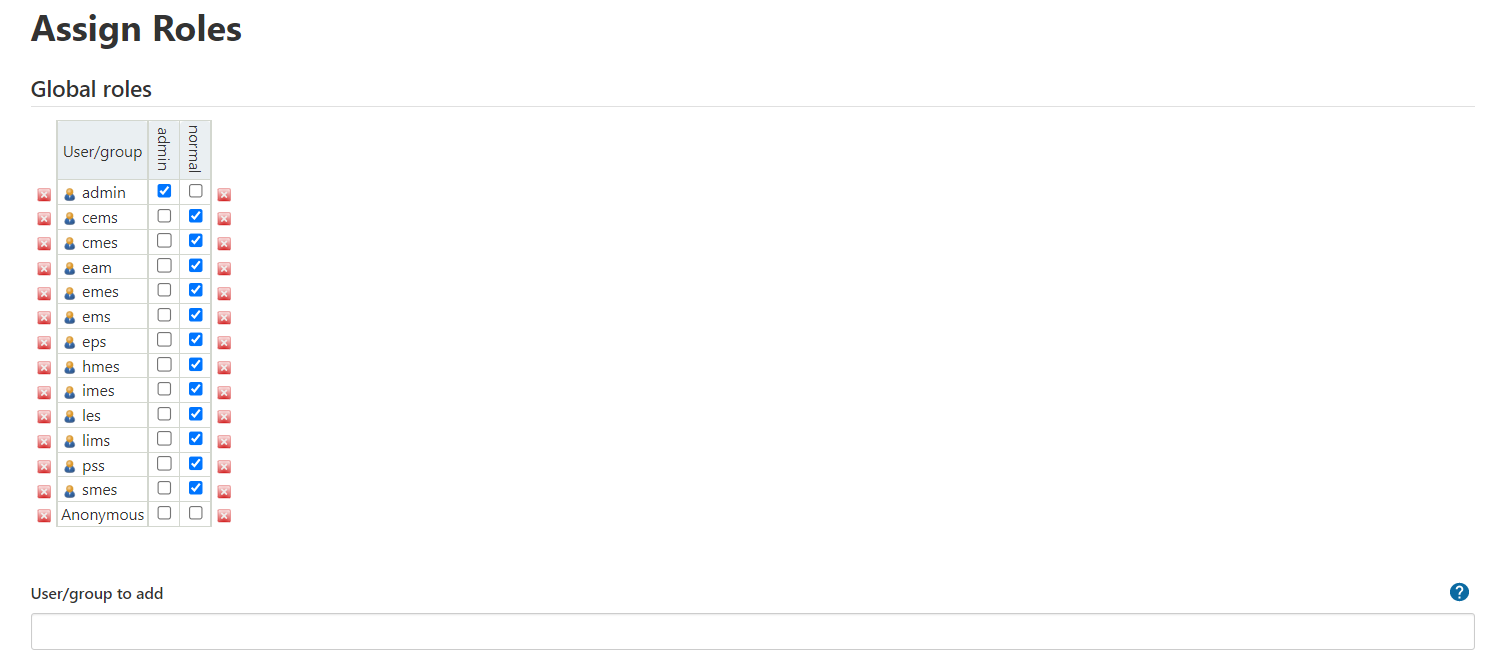 Assign Roles
Global roles
User/group admin normal
admin
cems
cmes
eam
emes
ems
eps
hmes
imes
les
lims
pss
smes
Anonymous
User/group to add
?